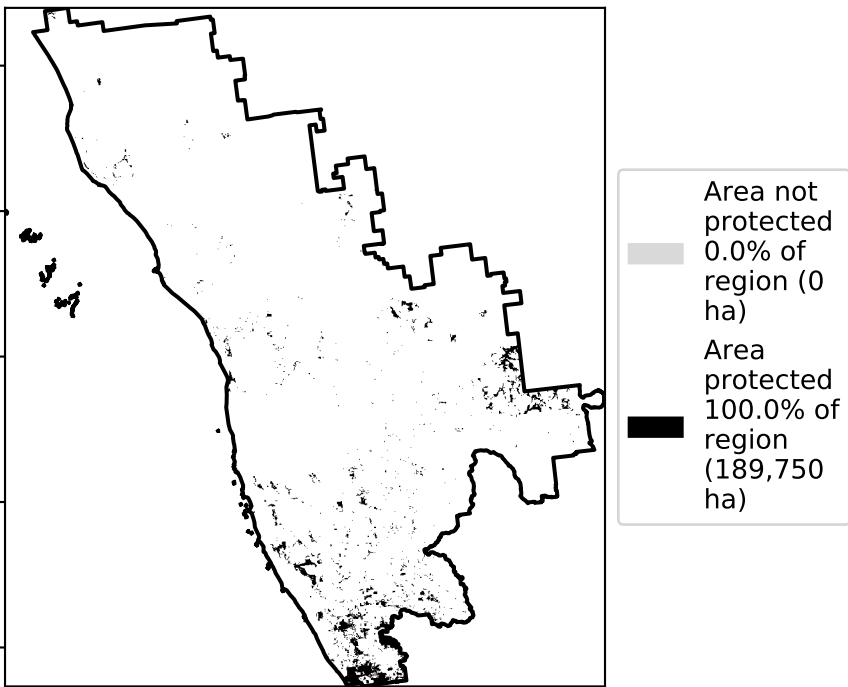 Area not
protected
0.0% of
region (0
ha)
Area
protected
100.0% of
region
(189,750
ha)